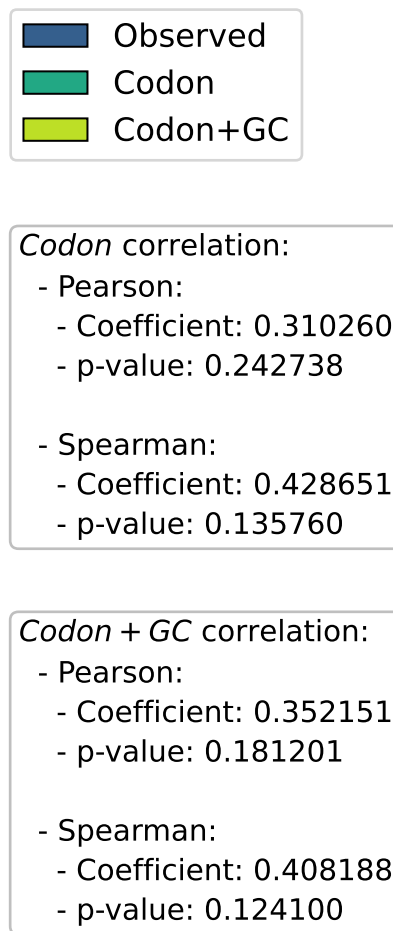 Observed
Codon
Codon+GC
Codon correlation:
- Pearson:
- Coefficient: 0.310260
- p-value: 0.242738
- Spearman:
- Coefficient: 0.428651
- p-value: 0.135760
Codon + GC correlation:
- Pearson:
- Coefficient: 0.352151
- p-value: 0.181201
- Spearman:
- Coefficient: 0.408188
- p-value: 0.124100